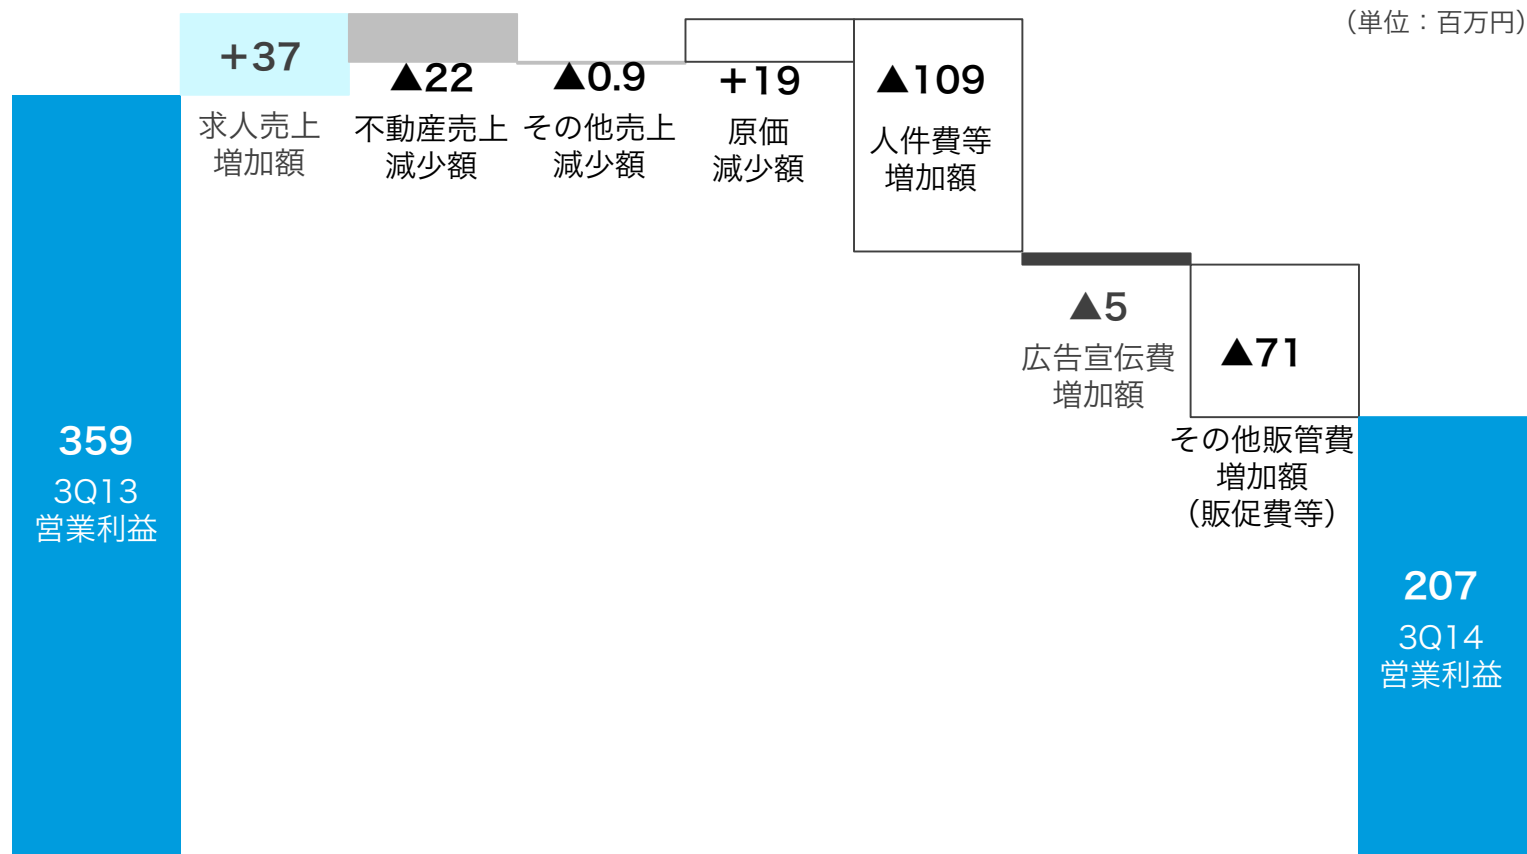 （単位：百万円）
＋37
求人売上
増加額
▲22
不動産売上
減少額
▲0.9
その他売上
減少額
＋19
原価
減少額
▲109
人件費等
増加額
▲5
広告宣伝費
増加額
▲71
その他販管費
増加額
（販促費等）
359
3Q13
営業利益
207
3Q14
営業利益